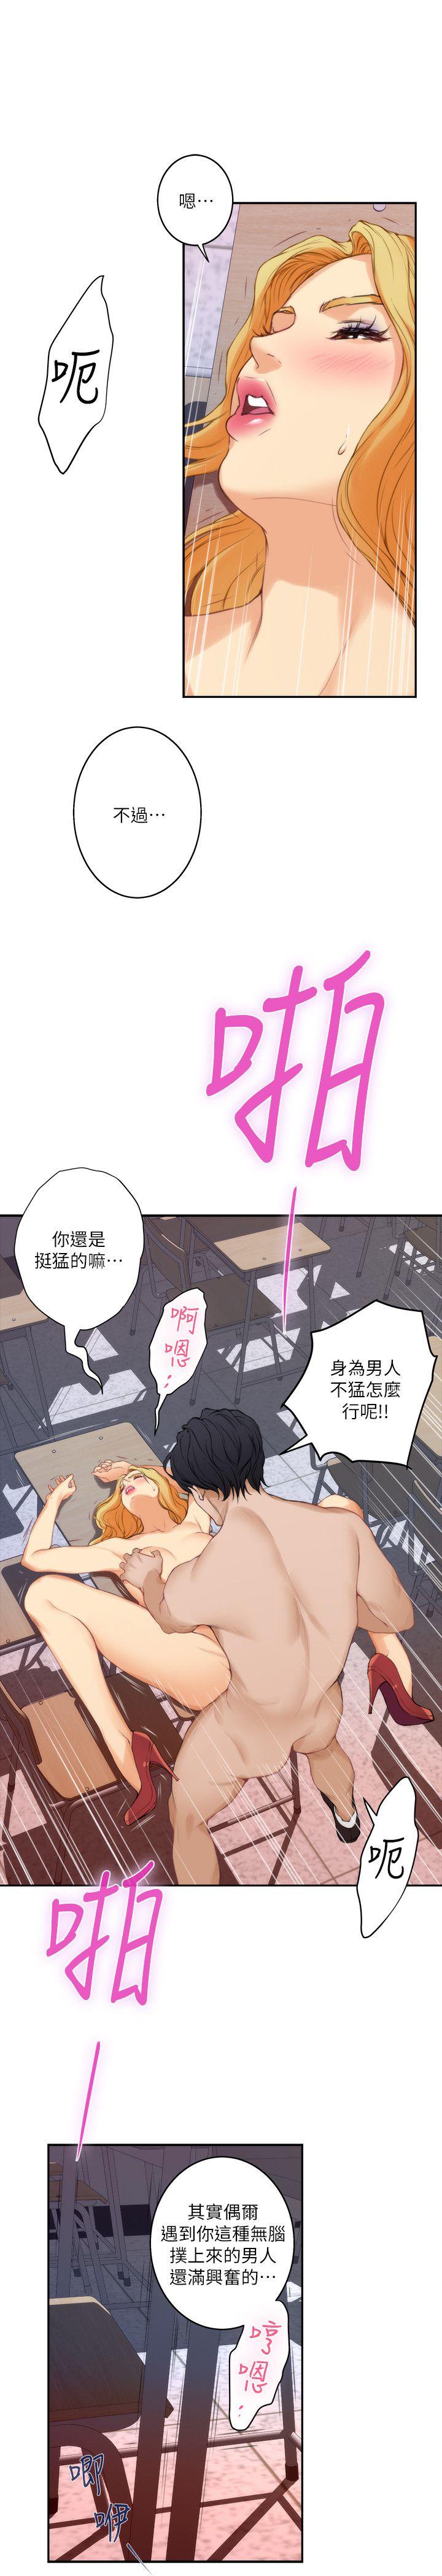 嗯…
呃
不過…
啪
你還是
挺猛的嘛…
啊
嗯
身為男人
不猛怎麼
行呢!!
呃
啪
其實偶爾
遇到你這種無腦
撲上來的男人
還滿興奮的…
哼
嗯
唧
咿